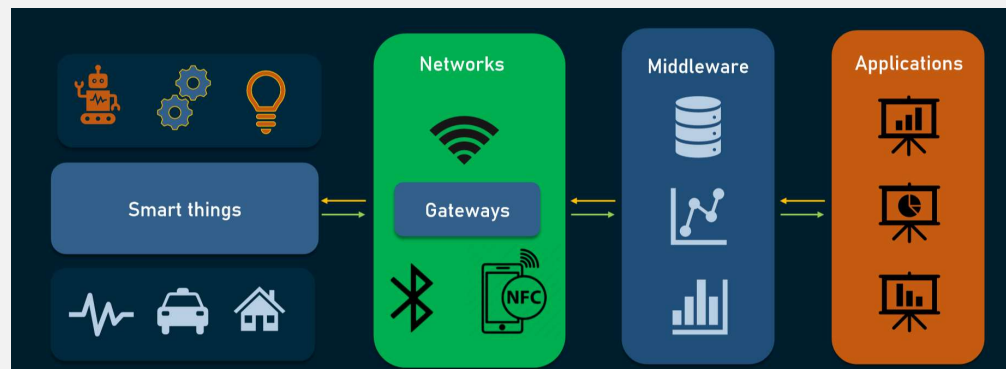 Networks
Middleware
Applications
Smart things
Gateways
NFC